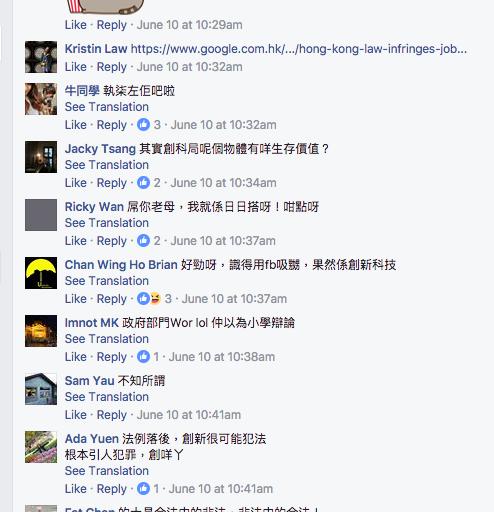 Like · Reply · June 10 at 10:29am
Kristin Law https://www.google.com.hk/.../hong-kong-law-infringes-job...
Like · Reply · June 10 at 10:32am
牛同學 執柒左佢吧啦
See Translation
Like · Reply · 3 · June 10 at 10:32am
Jacky Tsang 其實創科局呢個物體有咩生存價值？
See Translation
Like · Reply · 2 · June 10 at 10:34am
Ricky Wan 屌你老母，我就係日日搭呀！咁點呀
See Translation
Like · Reply · 2 · June 10 at 10:37am
Chan Wing Ho Brian 好勁呀，識得用fb吸嬲，果然係創新科技
See Translation
Like · Reply · 3 · June 10 at 10:37am
Imnot MK 政府部門Wor lol 仲以為小學辯論
See Translation
Like · Reply · 1 · June 10 at 10:38am
Sam Yau 不知所謂
See Translation
Like · Reply · June 10 at 10:41am
Ada Yuen 法例落後，創新很可能犯法
根本引人犯罪，創咩丫
See Translation
Like · Reply · 1 · June 10 at 10:41am